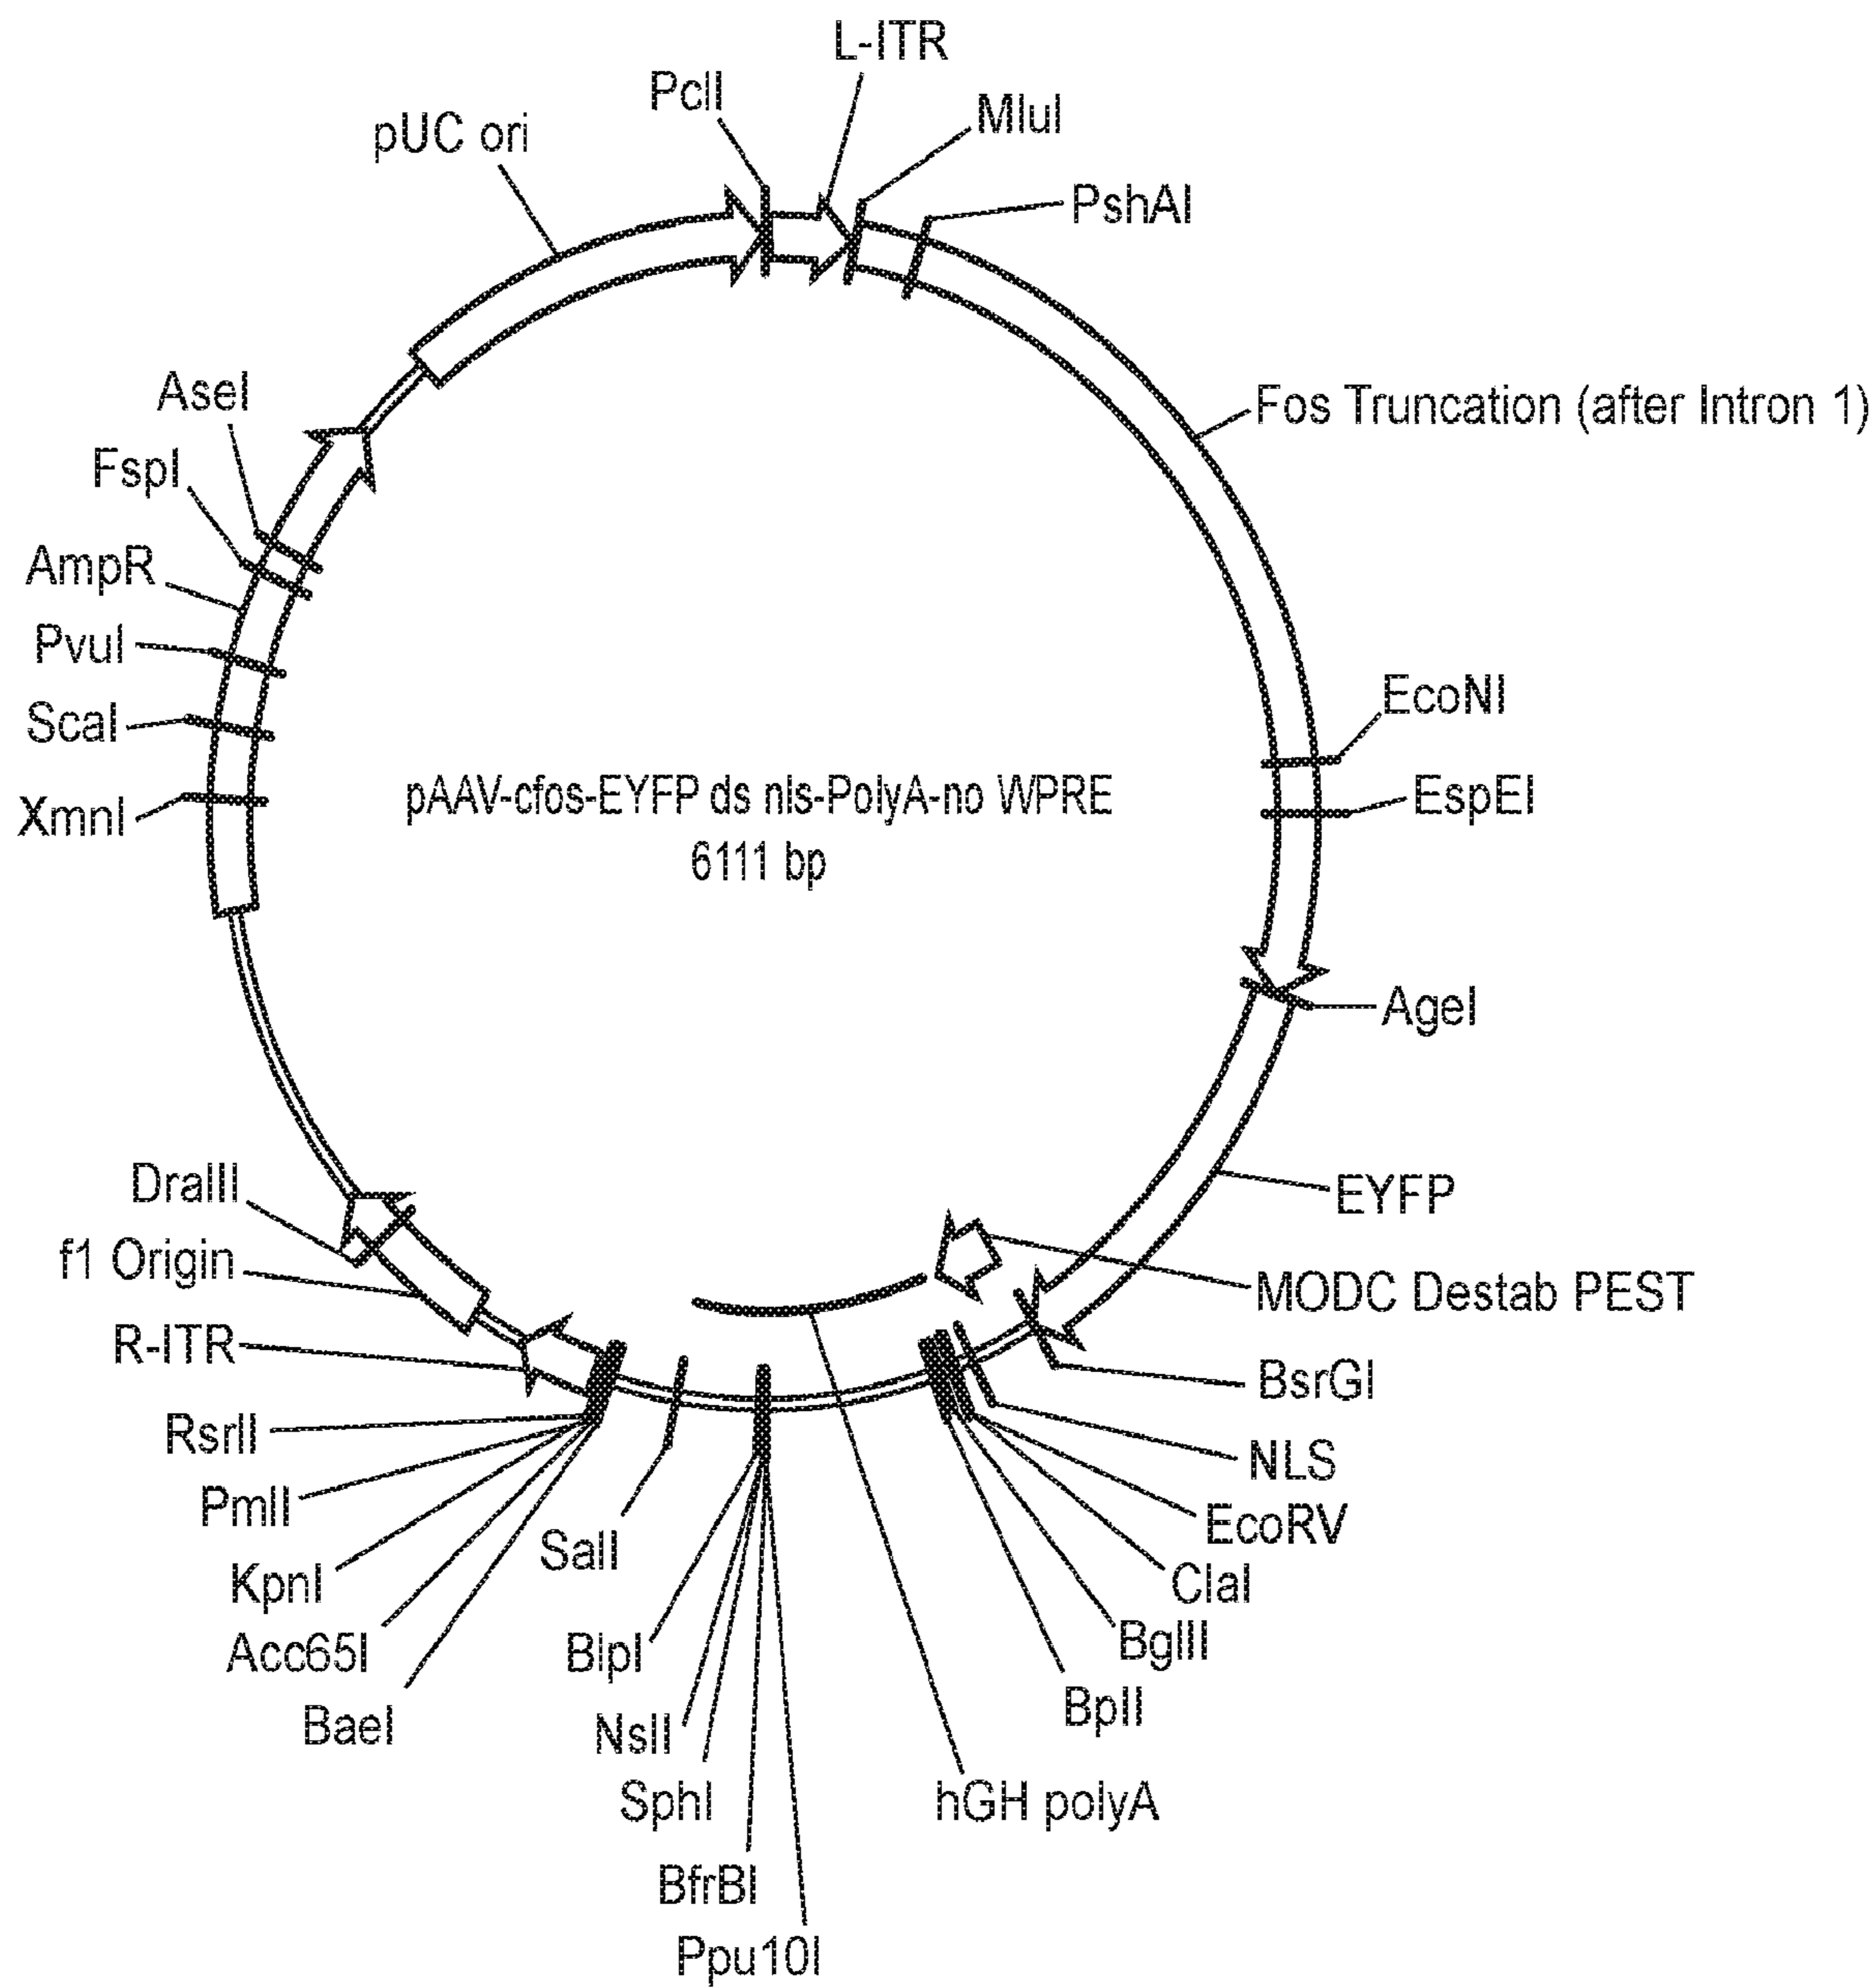 L-ITR
PclI
MluI
pUC ori
PshAI
AseI
Fos Truncation (after Intron 1)
FspI
AmpR
PvuI
EcoNI
ScaI
pAAV-cfos-EYFP ds nls-PolyA-no WPRE
EspEI
XmnI
6111 bp
AgeI
DraIII
EYFP
f1 Origin
MODC Destab PEST
R-ITR
BsrGI
RsrII
NLS
PmlI
EcoRV
SalI
KpnI
ClaI
Acc65I
BipI
BglII
BaeI
NsiI
BplI
SphI
hGH polyA
BfrBI
Ppu10I